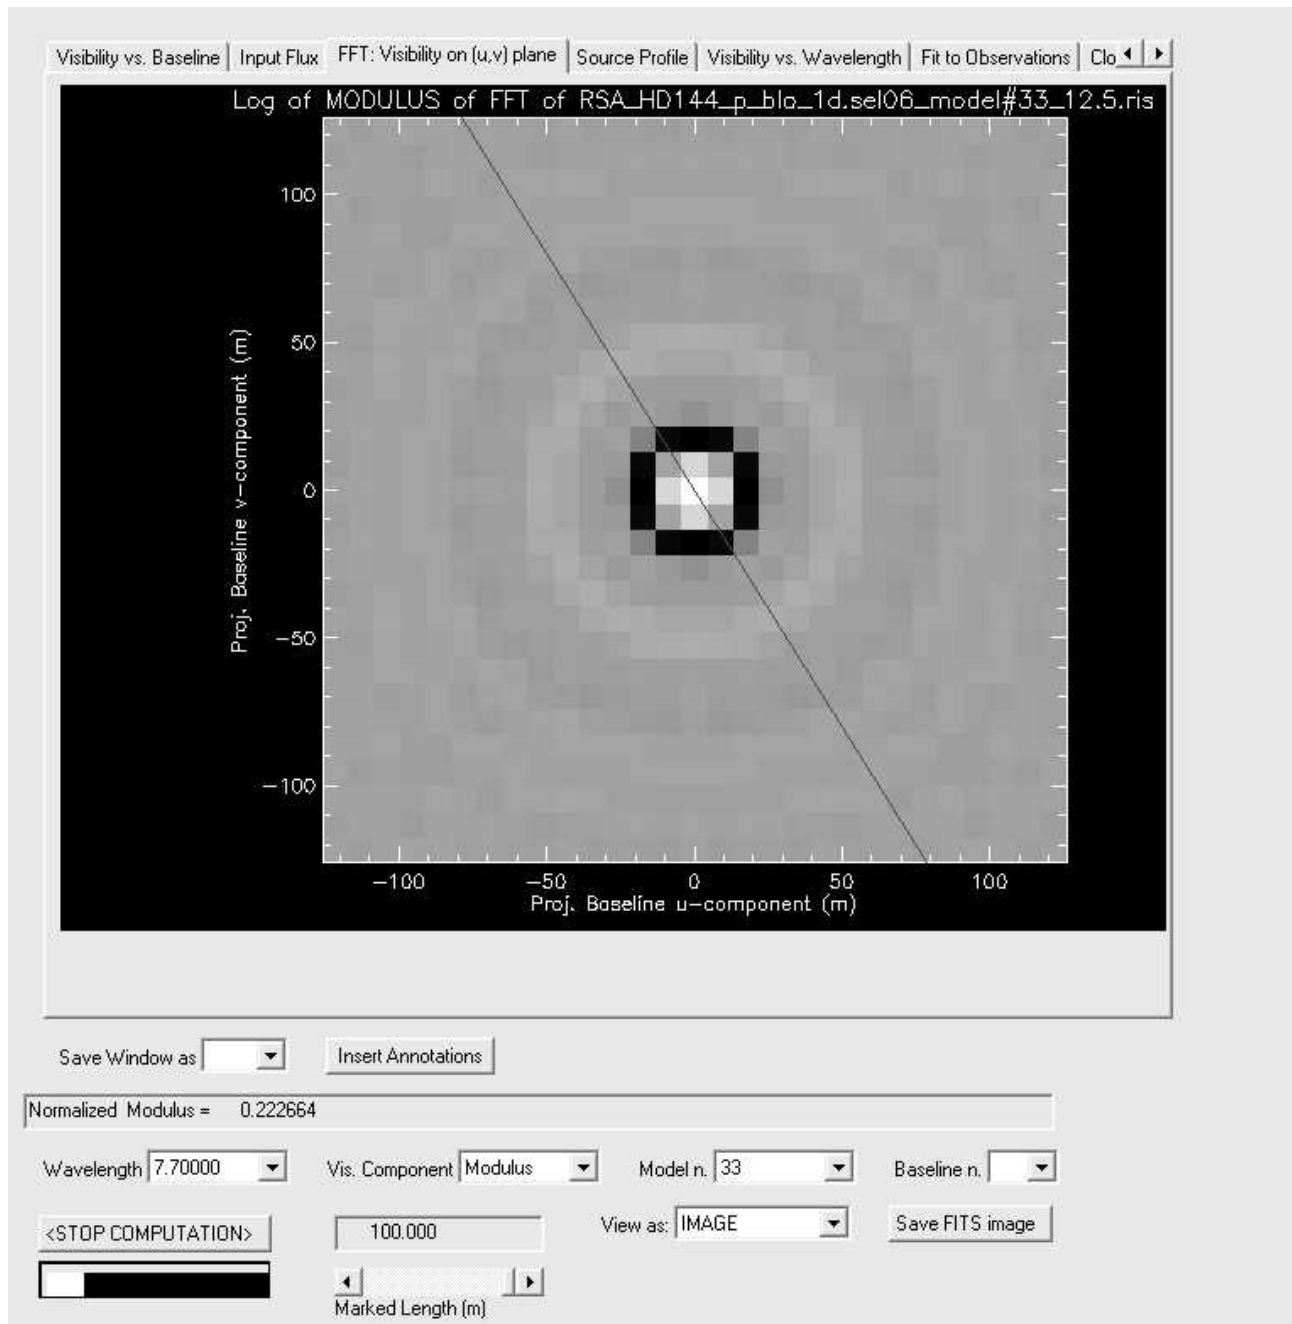 Visibility vs. Baseline Input Flux FFT: Visibility on (u,v) plane Source Profile Visibility vs. Wavelength Fit to Observations Clo
Log of MODULUS of FFT of RSA_HD144_p_blo_1d.sel06_model#33_12.5.ris
100
50
0
−50
−100
Proj. Baseline v−component (m)
−100 −50 0 50 100
Proj. Baseline u−component (m)
Save Window as Insert Annotations
Normalized Modulus = 0.222664
Wavelength 7.70000 Vis. Component Modulus Model n. 33 Baseline n.
<STOP COMPUTATION> 100.000 View as: IMAGE Save FITS image
Marked Length (m)